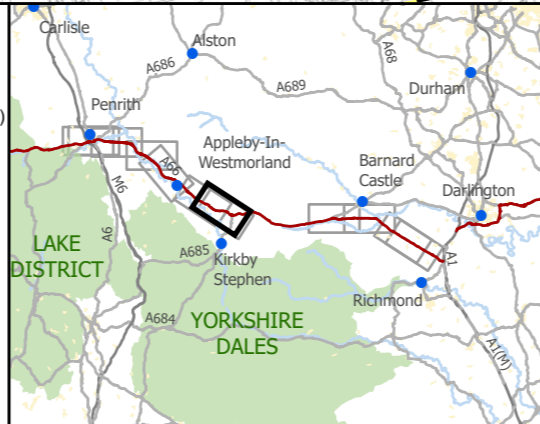 Carlisle
Alston
A686
A68
A689
Durham
)
Penrith
Appleby-In-
Westmorland
A66
Barnard
Castle
Darlington
M6
A6
LAKE
DISTRICT
A685
Kirkby
Stephen
A1
Richmond
A684
YORKSHIRE
DALES
A1(M)